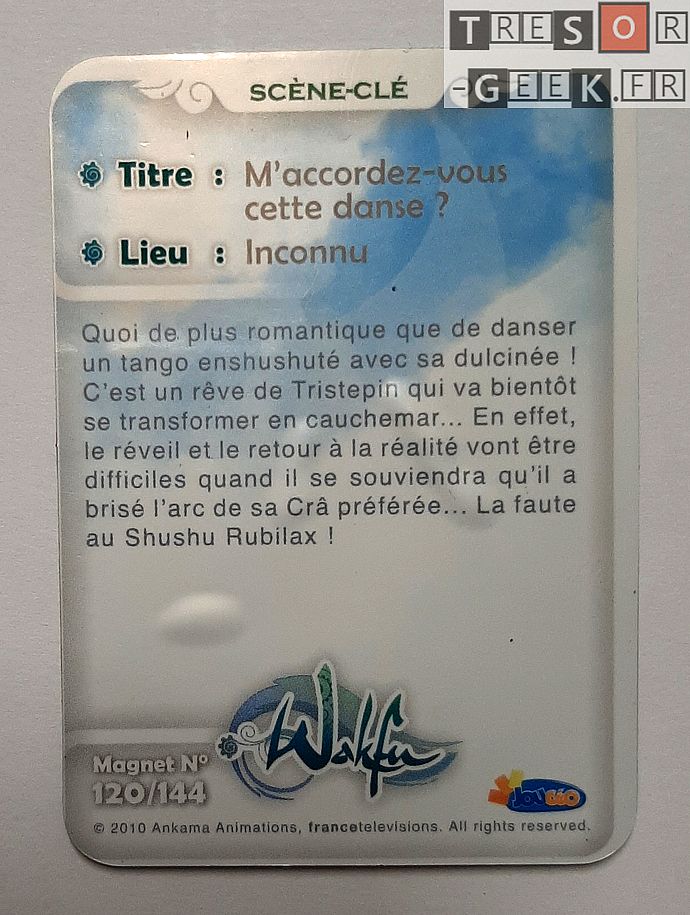 TRESOR
-GEEK.FR
SCÈNE-CLÉ
Titre : M'accordez-vous
cette danse ?
Lieu : Inconnu
Quoi de plus romantique que de danser
un tango enshushuté avec sa dulcinée !
C'est un rêve de Tristepin qui va bientôt
se transformer en cauchemar... En effet,
le réveil et le retour à la réalité vont être
difficiles quand il se souviendra qu'il a
brisé l'arc de sa Crâ préférée... La faute
au Shushu Rubilax !
Wakfu
Magnet Nº
120/144
JOUÉCO
© 2010 Ankama Animations, francetelevisions. All rights reserved.